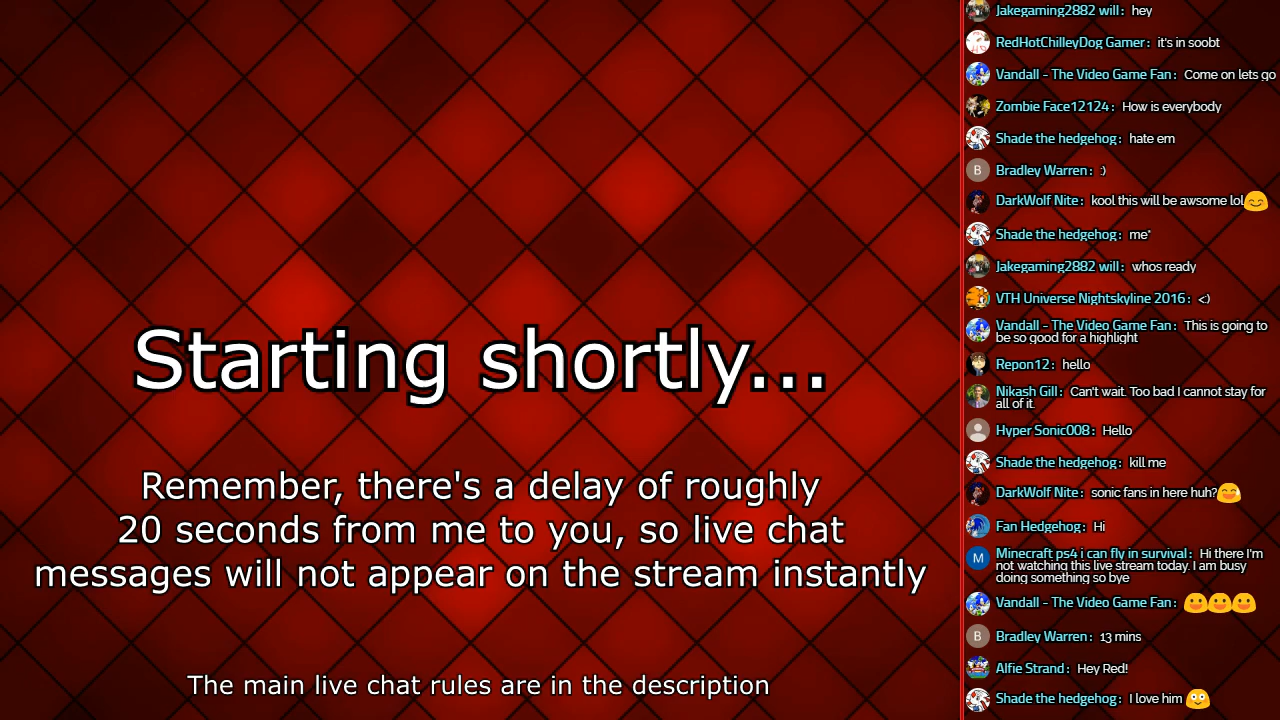 Starting shortly...
Remember, there's a delay of roughly
20 seconds from me to you, so live chat
messages will not appear on the stream instantly
The main live chat rules are in the description
Jakegaming2882 will: hey
RedHotChilleyDog Gamer: it's in soobt
Vandall - The Video Game Fan: Come on lets go
Zombie Face12124: How is everybody
Shade the hedgehog: hate em
B Bradley Warren: :)
DarkWolf Nite: kool this will be awsome lol😊
Shade the hedgehog: me*
Jakegaming2882 will: whos ready
VTH Universe Nightskyline 2016: <:)
Vandall - The Video Game Fan: This is going to
be so good for a highlight
Repon12: hello
Nikash Gill: Can't wait. Too bad I cannot stay for
all of it.
Hyper Sonic008: Hello
Shade the hedgehog: kill me
DarkWolf Nite: sonic fans in here huh?😅
Fan Hedgehog: Hi
M Minecraft ps4 i can fly in survival: Hi there I'm
not watching this live stream today. I am busy
doing something so bye
Vandall - The Video Game Fan: 😃😃😃
B Bradley Warren: 13 mins
Alfie Strand: Hey Red!
Shade the hedgehog: I love him 😳